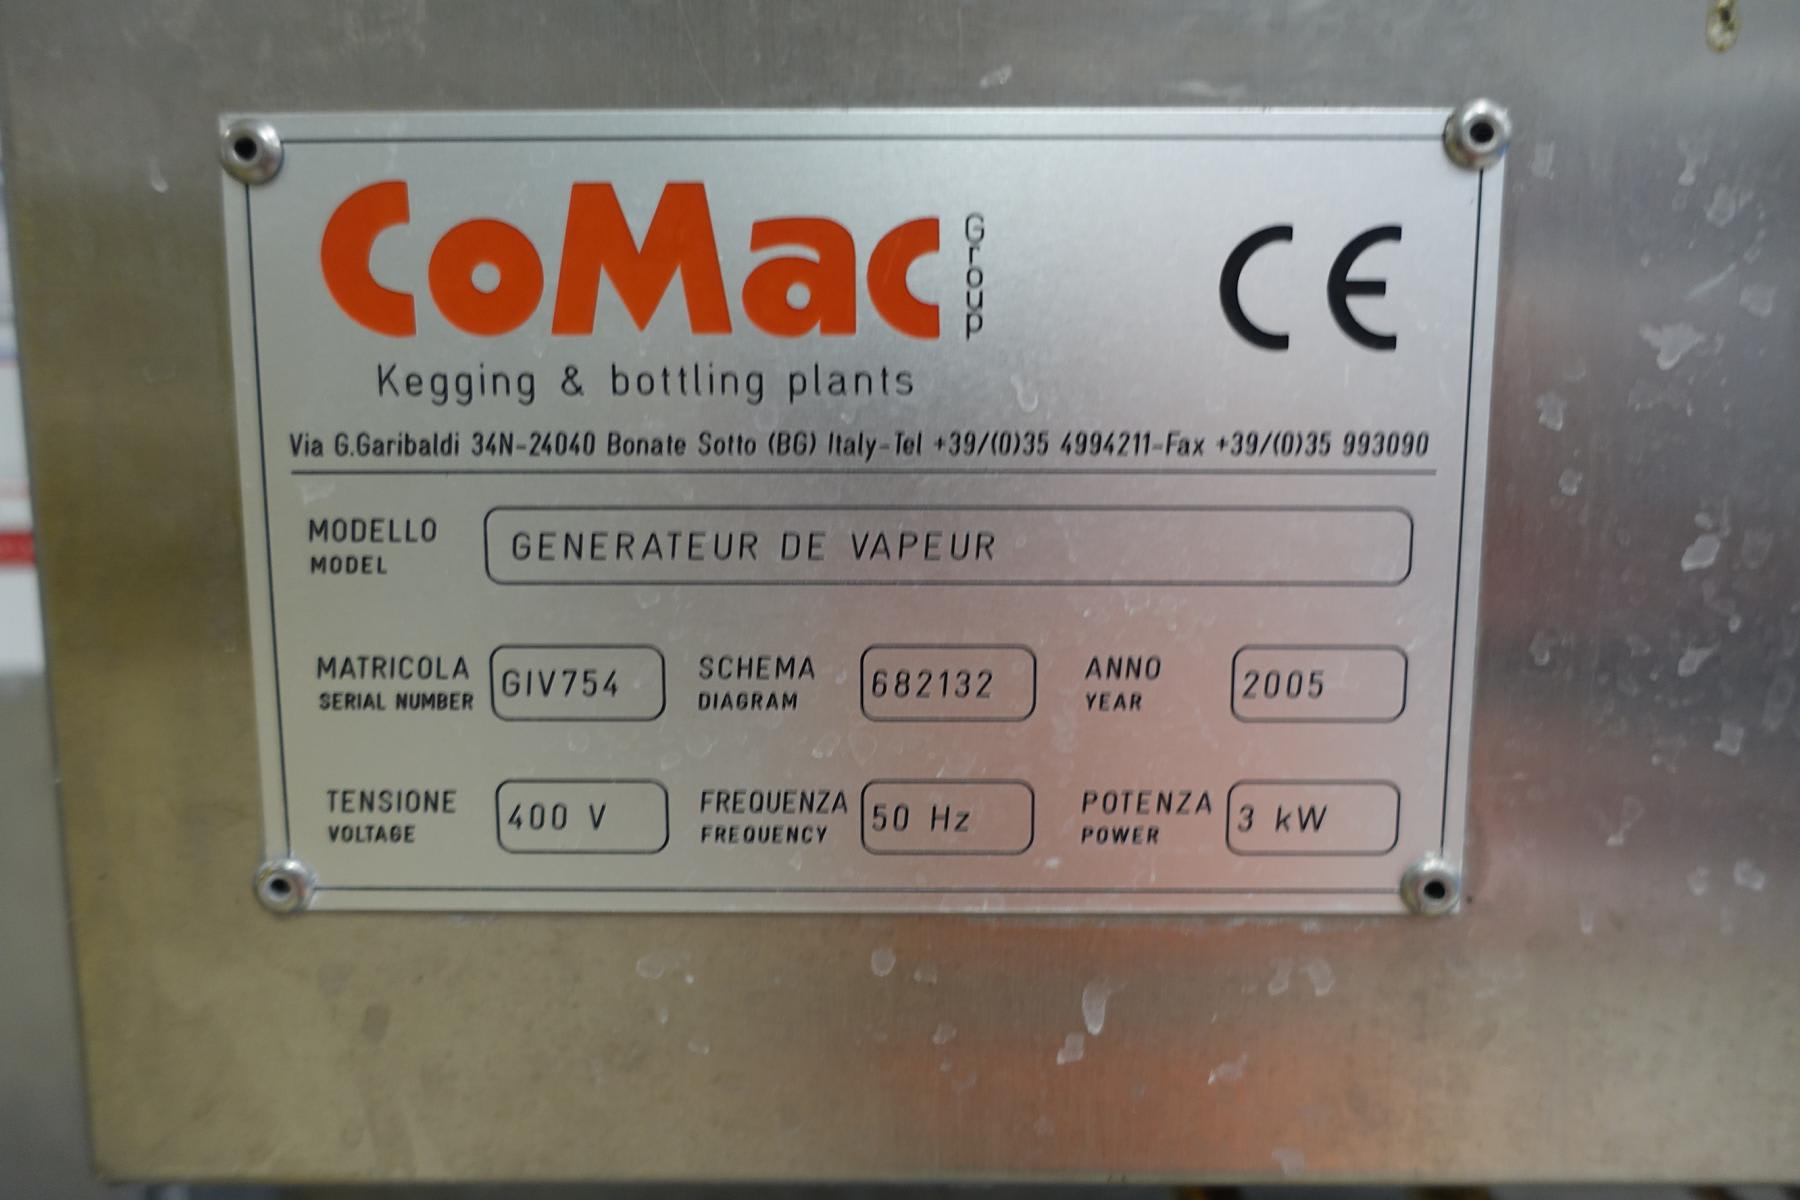 CoMac Group
CE
Kegging & bottling plants
Via G.Garibaldi 34N-24040 Bonate Sotto (BG) Italy-Tel +39/(0)35 4994211-Fax +39/(0)35 993090
MODELLO
MODEL
GENERATEUR DE VAPEUR
MATRICOLA
SERIAL NUMBER
GIV754
SCHEMA
DIAGRAM
682132
ANNO
YEAR
2005
TENSIONE
VOLTAGE
400 V
FREQUENZA
FREQUENCY
50 Hz
POTENZA
POWER
3 kW